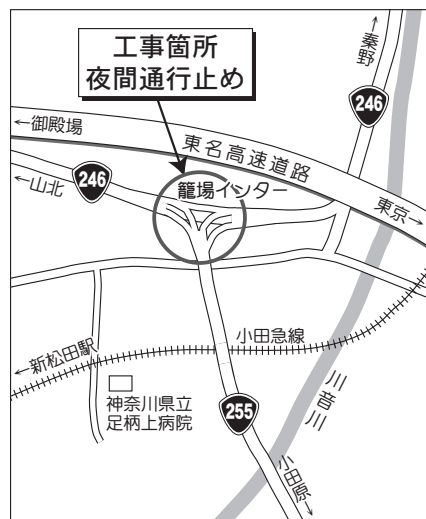 工事箇所
夜間通行止め
↑秦野
246
←御殿場
東名高速道路
←山北
246
籠場インター
東京→
小田急線
←新松田駅
神奈川県立
足柄上病院
川音川
255
小田原→